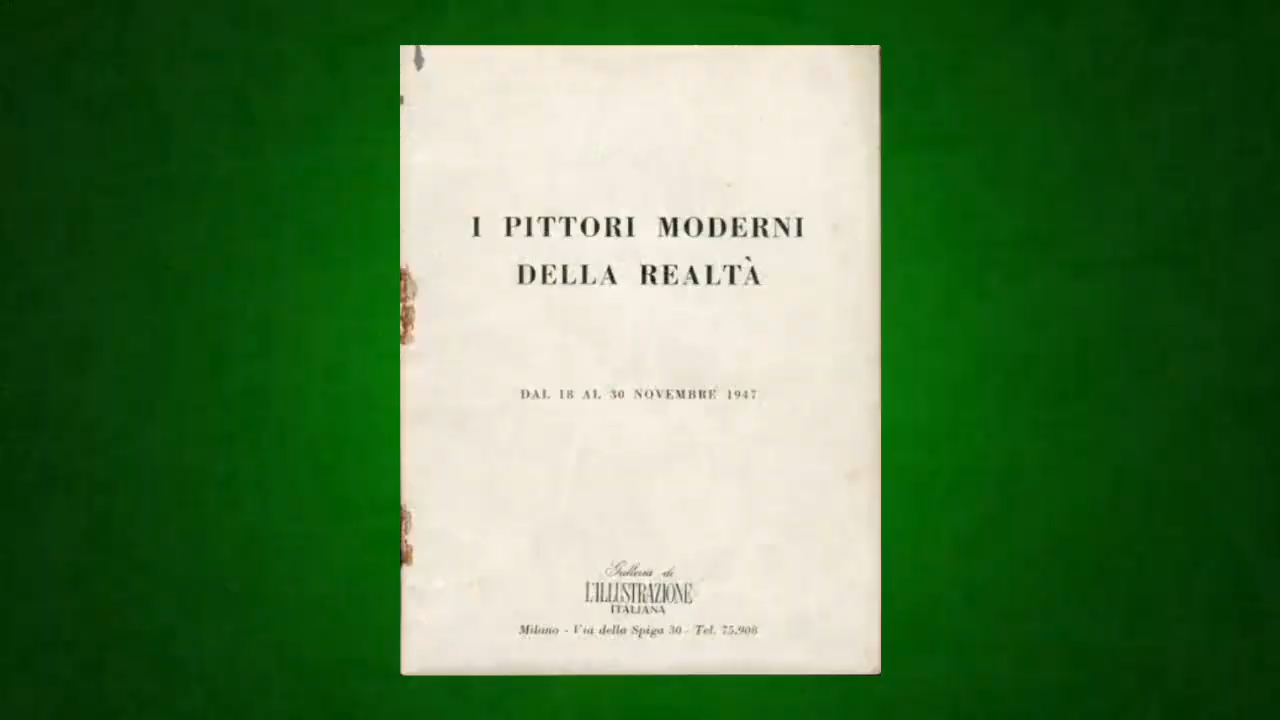 I PITTORI MODERNI
DELLA REALTÀ
DAL 18 AL 30 NOVEMBRE 1947
Galleria di
L'ILLUSTRAZIONE
ITALIANA
Milano - Via della Spiga 30 - Tel. 75.908